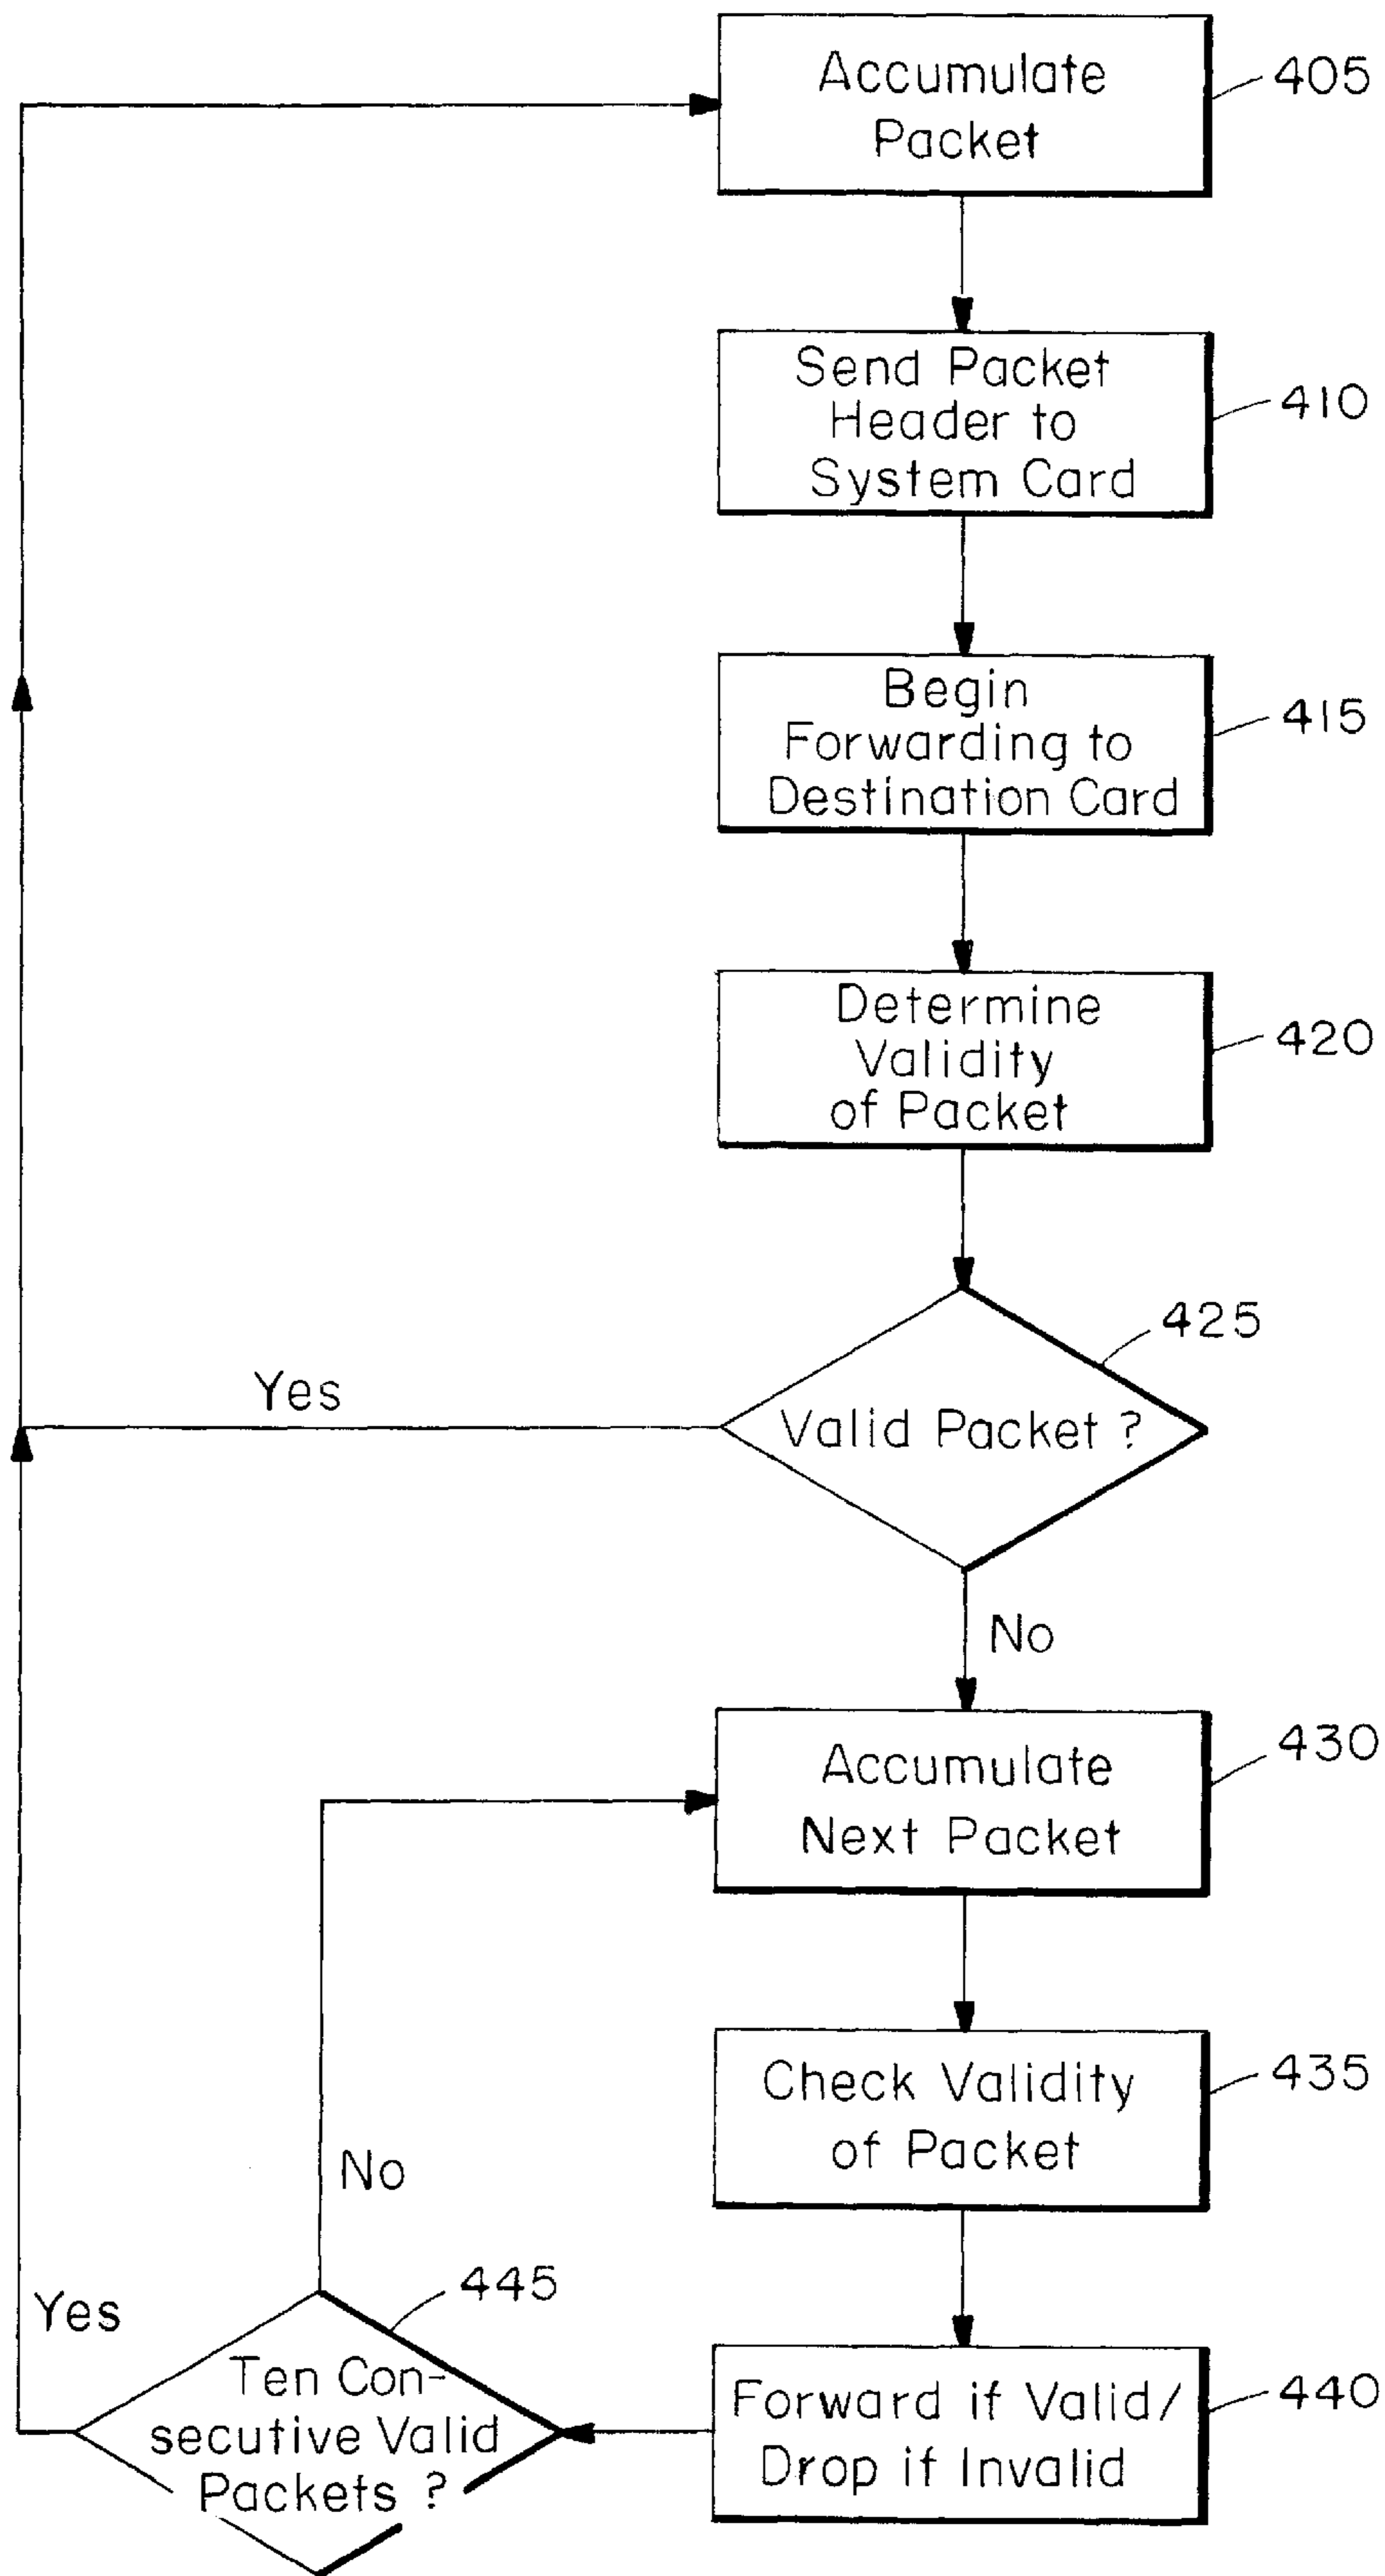 Accumulate
Packet
405
Send Packet
Header to
System Card
410
Begin
Forwarding to
Destination Card
415
Determine
Validity
of Packet
420
425
Valid Packet ?
Yes
No
Accumulate
Next Packet
430
Check Validity
of Packet
435
No
Yes
445
Ten Con-
secutive Valid
Packets ?
Forward if Valid/
Drop if Invalid
440